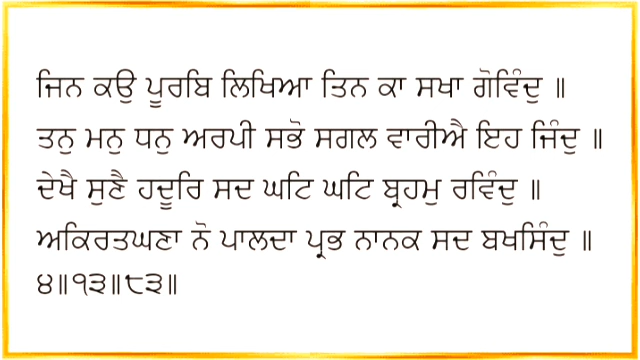 ਜਿਨ ਕਉ ਪੂਰਬਿ ਲਿਖਿਆ ਤਿਨ ਕਾ ਸਖਾ ਗੋਵਿੰਦੁ ॥
ਤਨੁ ਮਨੁ ਧਨੁ ਅਰਪੀ ਸਭੋ ਸਗਲ ਵਾਰੀਐ ਇਹ ਜਿੰਦੁ ॥
ਦੇਖੈ ਸੁਣੈ ਹਦੂਰਿ ਸਦ ਘਟਿ ਘਟਿ ਬ੍ਰਹਮੁ ਰਵਿੰਦੁ ॥
ਅਕਿਰਤਘਣਾ ਨੋ ਪਾਲਦਾ ਪ੍ਰਭ ਨਾਨਕ ਸਦ ਬਖਸਿੰਦੁ ॥
੪॥੧੩॥੮੩॥